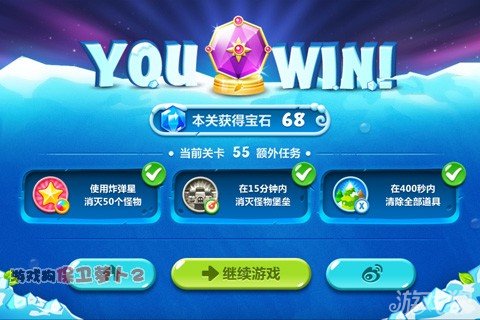 YOU WIN!
本关获得宝石 68
当前关卡 55 额外任务
使用炸弹星
消灭50个怪物
在15分钟内
消灭怪物堡垒
在400秒内
清除全部道具
X
游戏狗保卫萝卜2
继续游戏